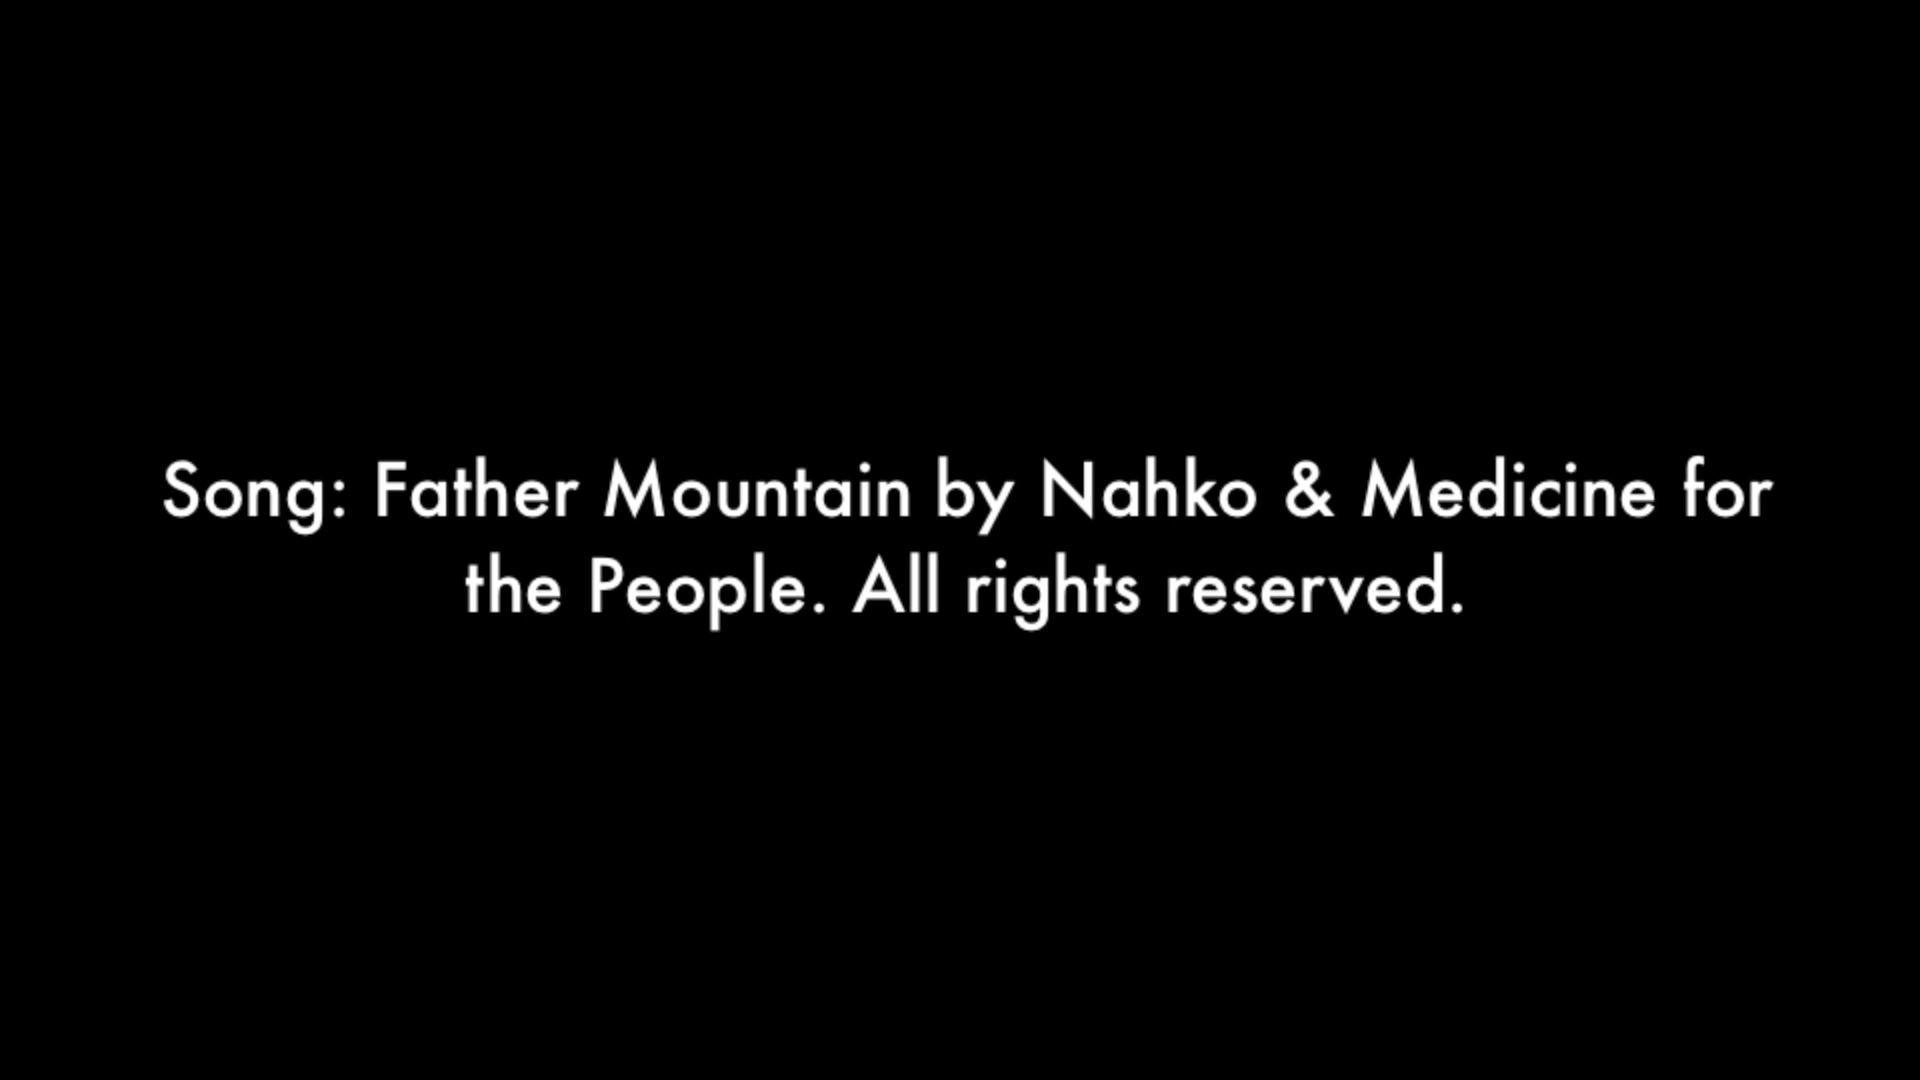 Song: Father Mountain by Nahko & Medicine for
the People. All rights reserved.